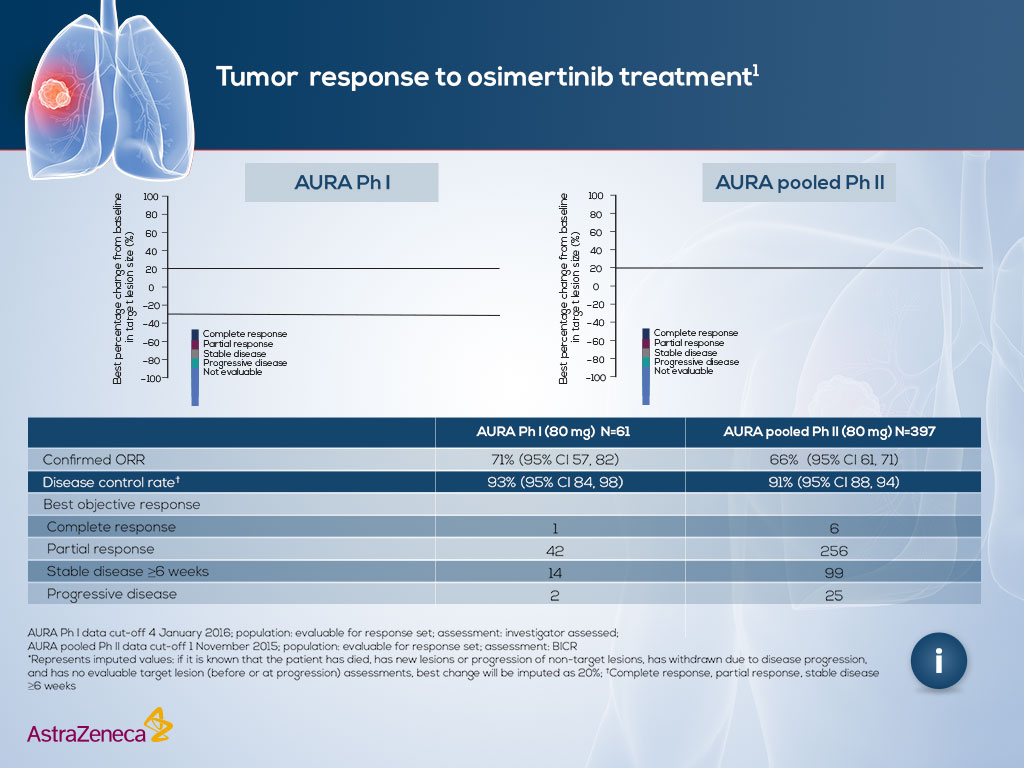 Tumor response to osimertinib treatment¹
AURA Ph I
Best percentage change from baseline
in target lesion size (%)
100
80
60
40
20
0
–20
–40
–60
–80
–100
Complete response
Partial response
Stable disease
Progressive disease
Not evaluable
AURA pooled Ph II
Best percentage change from baseline
in target lesion size (%)
100
80
60
40
20
0
–20
–40
–60
–80
–100
Complete response
Partial response
Stable disease
Progressive disease
Not evaluable
AURA Ph I (80 mg) N=61 AURA pooled Ph II (80 mg) N=397
Confirmed ORR 71% (95% CI 57, 82) 66% (95% CI 61, 71)
Disease control rate† 93% (95% CI 84, 98) 91% (95% CI 88, 94)
Best objective response
Complete response 1 6
Partial response 42 256
Stable disease ≥6 weeks 14 99
Progressive disease 2 25
AURA Ph I data cut-off 4 January 2016; population: evaluable for response set; assessment: investigator assessed;
AURA pooled Ph II data cut-off 1 November 2015; population: evaluable for response set; assessment: BICR
*Represents imputed values: if it is known that the patient has died, has new lesions or progression of non-target lesions, has withdrawn due to disease progression,
and has no evaluable target lesion (before or at progression) assessments, best change will be imputed as 20%; †Complete response, partial response, stable disease
≥6 weeks
i
AstraZeneca